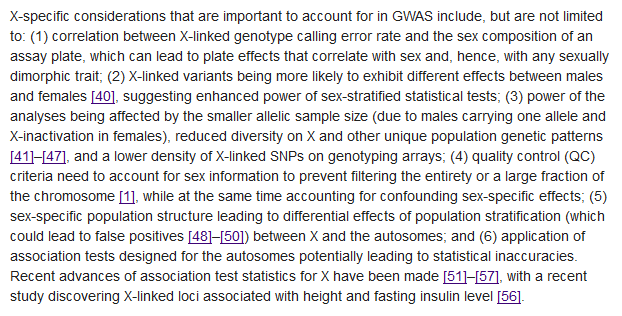 X-specific considerations that are important to account for in GWAS include, but are not limited
to: (1) correlation between X-linked genotype calling error rate and the sex composition of an
assay plate, which can lead to plate effects that correlate with sex and, hence, with any sexually
dimorphic trait; (2) X-linked variants being more likely to exhibit different effects between males
and females [40], suggesting enhanced power of sex-stratified statistical tests; (3) power of the
analyses being affected by the smaller allelic sample size (due to males carrying one allele and
X-inactivation in females), reduced diversity on X and other unique population genetic patterns
[41]–[47], and a lower density of X-linked SNPs on genotyping arrays; (4) quality control (QC)
criteria need to account for sex information to prevent filtering the entirety or a large fraction of
the chromosome [1], while at the same time accounting for confounding sex-specific effects; (5)
sex-specific population structure leading to differential effects of population stratification (which
could lead to false positives [48]–[50]) between X and the autosomes; and (6) application of
association tests designed for the autosomes potentially leading to statistical inaccuracies.
Recent advances of association test statistics for X have been made [51]–[57], with a recent
study discovering X-linked loci associated with height and fasting insulin level [56].